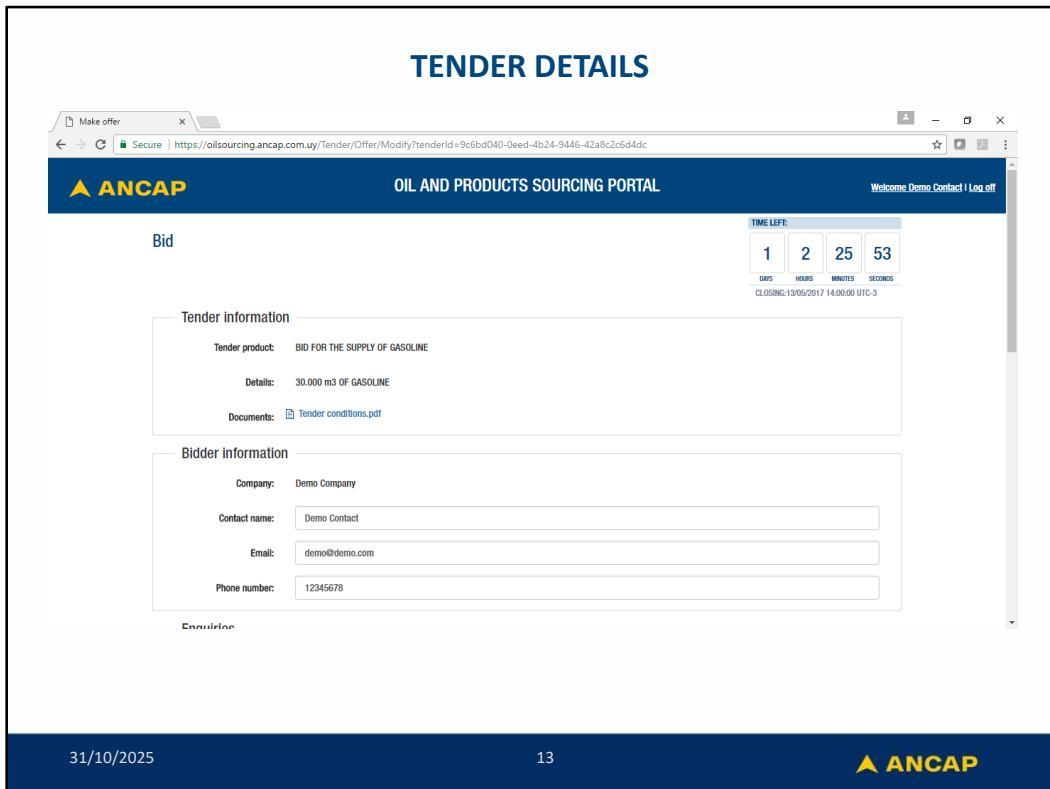 TENDER DETAILS
Make offer
Secure | https://oilsourcing.ancap.com.uy/Tender/Offer/Modify?tenderId=9c6bd040-0eed-4b24-9446-42a8c2c6d4dc
ANCAP
OIL AND PRODUCTS SOURCING PORTAL
Welcome Demo Contact | Log off
Bid
TIME LEFT:
1 2 25 53
DAYS HOURS MINUTES SECONDS
CLOSING:13/05/2017 14:00:00 UTC-3
Tender information
Tender product: BID FOR THE SUPPLY OF GASOLINE
Details: 30.000 m3 OF GASOLINE
Documents: Tender conditions.pdf
Bidder information
Company: Demo Company
Contact name: Demo Contact
Email: demo@demo.com
Phone number: 12345678
Enquiries
31/10/2025
13
ANCAP